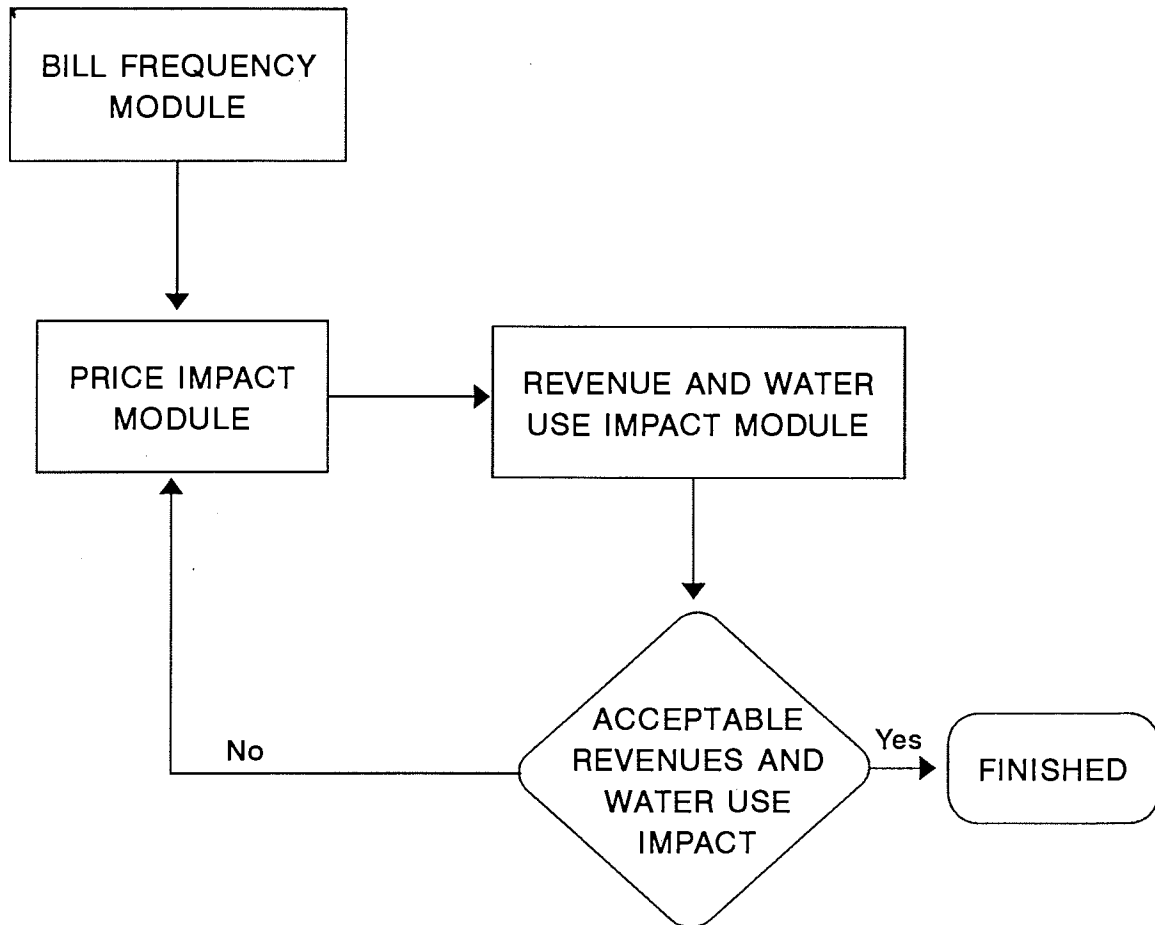 BILL FREQUENCY
MODULE
PRICE IMPACT
MODULE
REVENUE AND WATER
USE IMPACT MODULE
ACCEPTABLE
REVENUES AND
WATER USE
IMPACT
No
Yes
FINISHED